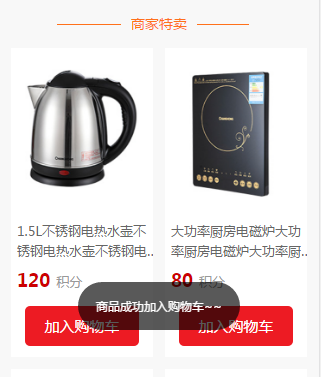 商家特卖
1.5L不锈钢电热水壶不
锈钢电热水壶不锈钢电..
120 积分
加入购物车
大功率厨房电磁炉大功
率厨房电磁炉大功率厨..
80 积分
加入购物车
商品成功加入购物车~~